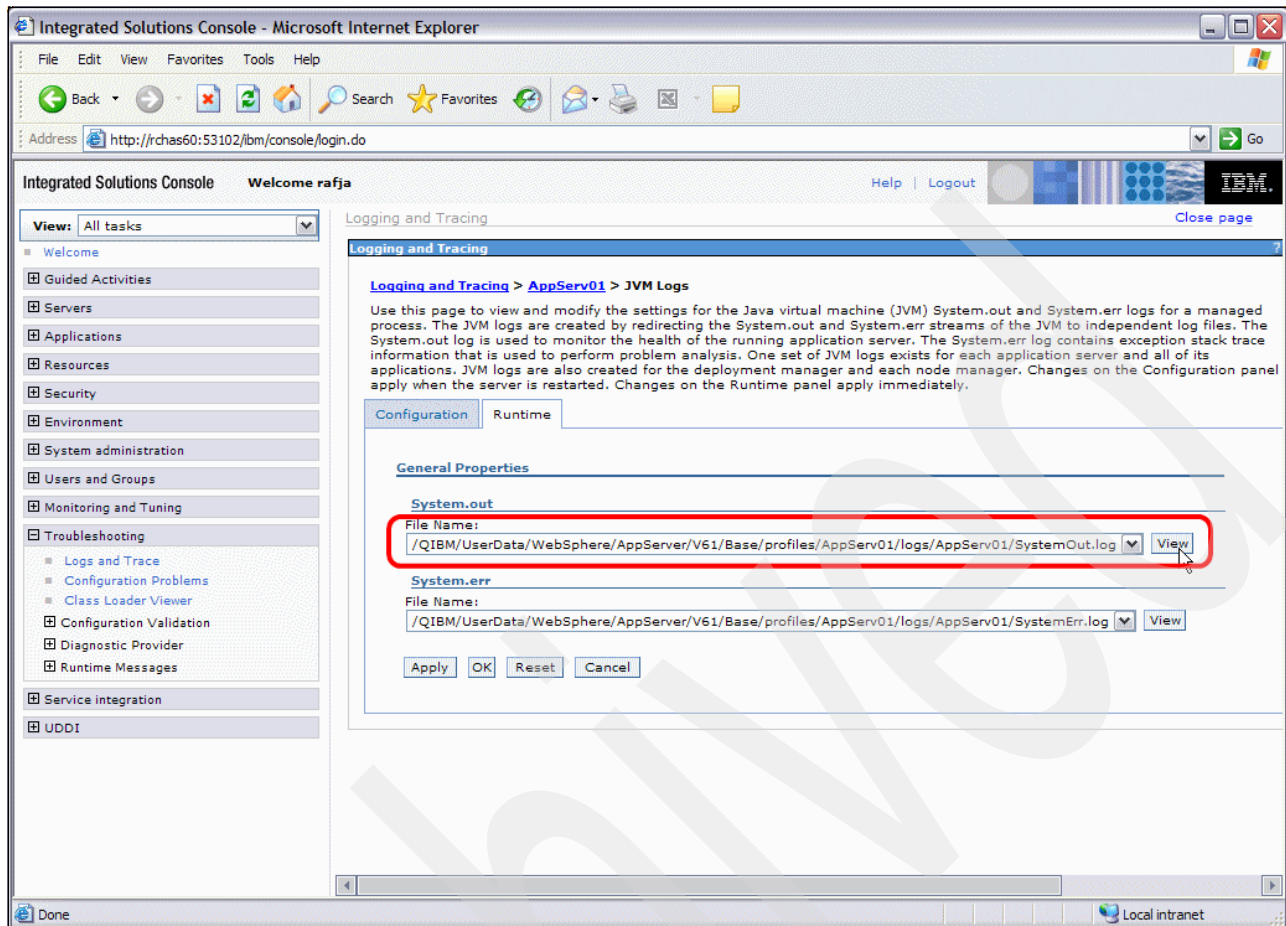 Integrated Solutions Console - Microsoft Internet Explorer
File Edit View Favorites Tools Help
Back Search Favorites
Address http://rchas60:53102/ibm/console/login.do Go
Integrated Solutions Console Welcome rafja Help | Logout IBM.
View: All tasks
Welcome
Guided Activities
Servers
Applications
Resources
Security
Environment
System administration
Users and Groups
Monitoring and Tuning
Troubleshooting
Logs and Trace
Configuration Problems
Class Loader Viewer
Configuration Validation
Diagnostic Provider
Runtime Messages
Service integration
UDDI
Logging and Tracing Close page
Logging and Tracing ?
Logging and Tracing > AppServ01 > JVM Logs
Use this page to view and modify the settings for the Java virtual machine (JVM) System.out and System.err logs for a managed
process. The JVM logs are created by redirecting the System.out and System.err streams of the JVM to independent log files. The
System.out log is used to monitor the health of the running application server. The System.err log contains exception stack trace
information that is used to perform problem analysis. One set of JVM logs exists for each application server and all of its
applications. JVM logs are also created for the deployment manager and each node manager. Changes on the Configuration panel
apply when the server is restarted. Changes on the Runtime panel apply immediately.
Configuration Runtime
General Properties
System.out
File Name:
/QIBM/UserData/WebSphere/AppServer/V61/Base/profiles/AppServ01/logs/AppServ01/SystemOut.log View
System.err
File Name:
/QIBM/UserData/WebSphere/AppServer/V61/Base/profiles/AppServ01/logs/AppServ01/SystemErr.log View
Apply OK Reset Cancel
Done Local intranet